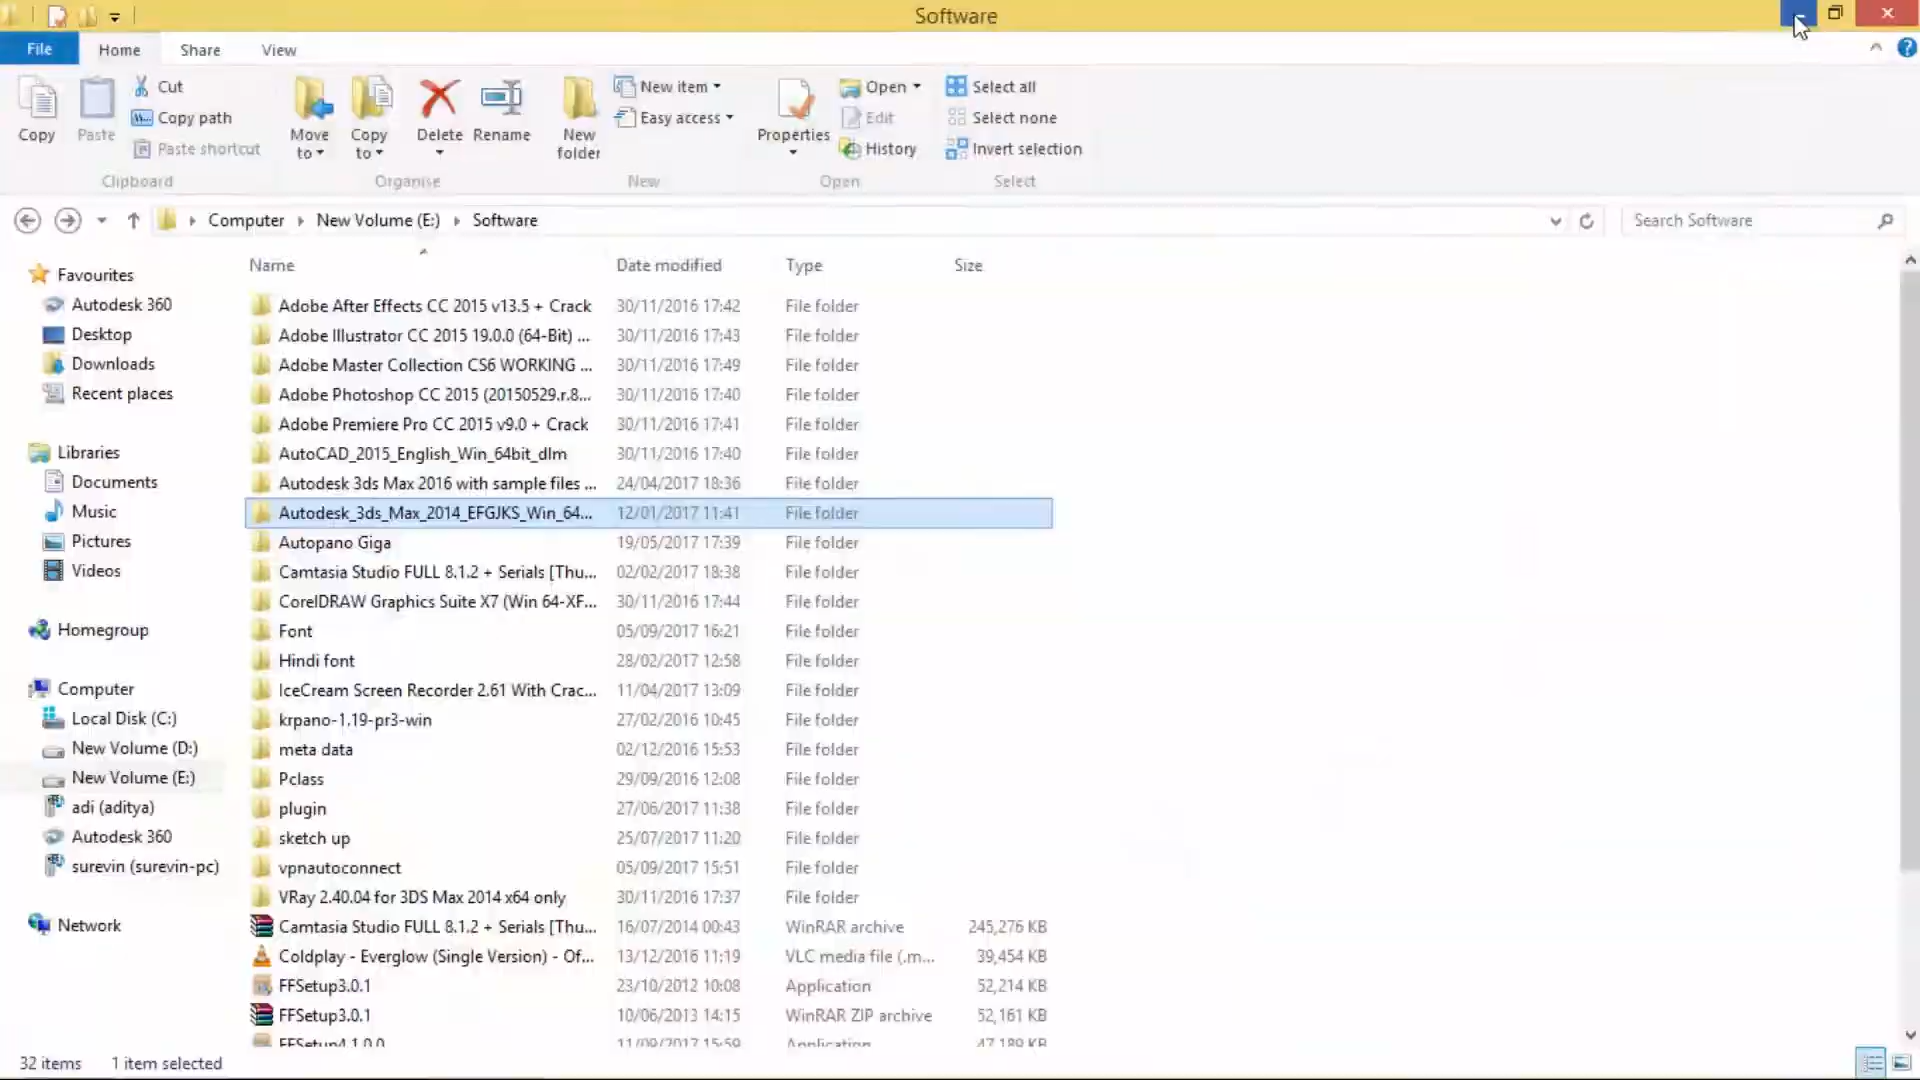 Software
File Home Share View
Copy
Paste
Cut
Copy path
Paste shortcut
Clipboard
Move to
Copy to
Delete
Rename
Organise
New folder
New item
Easy access
New
Properties
Open
Edit
History
Open
Select all
Select none
Invert selection
Select
Computer New Volume (E:) Software
Search Software
Favourites
Autodesk 360
Desktop
Downloads
Recent places
Libraries
Documents
Music
Pictures
Videos
Homegroup
Computer
Local Disk (C:)
New Volume (D:)
New Volume (E:)
adi (aditya)
Autodesk 360
surevin (surevin-pc)
Network
Name Date modified Type Size
Adobe After Effects CC 2015 v13.5 + Crack 30/11/2016 17:42 File folder
Adobe Illustrator CC 2015 19.0.0 (64-Bit) ... 30/11/2016 17:43 File folder
Adobe Master Collection CS6 WORKING ... 30/11/2016 17:49 File folder
Adobe Photoshop CC 2015 (20150529.r.8... 30/11/2016 17:40 File folder
Adobe Premiere Pro CC 2015 v9.0 + Crack 30/11/2016 17:41 File folder
AutoCAD_2015_English_Win_64bit_dlm 30/11/2016 17:40 File folder
Autodesk 3ds Max 2016 with sample files ... 24/04/2017 18:36 File folder
Autodesk_3ds_Max_2014_EFGJKS_Win_64... 12/01/2017 11:41 File folder
Autopano Giga 19/05/2017 17:39 File folder
Camtasia Studio FULL 8.1.2 + Serials [Thu... 02/02/2017 18:38 File folder
CorelDRAW Graphics Suite X7 (Win 64-XF... 30/11/2016 17:44 File folder
Font 05/09/2017 16:21 File folder
Hindi font 28/02/2017 12:58 File folder
IceCream Screen Recorder 2.61 With Crac... 11/04/2017 13:09 File folder
krpano-1.19-pr3-win 27/02/2016 10:45 File folder
meta data 02/12/2016 15:53 File folder
Pclass 29/09/2016 12:08 File folder
plugin 27/06/2017 11:38 File folder
sketch up 25/07/2017 11:20 File folder
vpnautoconnect 05/09/2017 15:51 File folder
VRay 2.40.04 for 3DS Max 2014 x64 only 30/11/2016 17:37 File folder
Camtasia Studio FULL 8.1.2 + Serials [Thu... 16/07/2014 00:43 WinRAR archive 245,276 KB
Coldplay - Everglow (Single Version) - Of... 13/12/2016 11:19 VLC media file (.m... 39,454 KB
FFSetup3.0.1 23/10/2012 10:08 Application 52,214 KB
FFSetup3.0.1 10/06/2013 14:15 WinRAR ZIP archive 52,161 KB
FFSetup4.1.0.0 11/09/2017 15:59 Application 47,189 KB
32 items 1 item selected